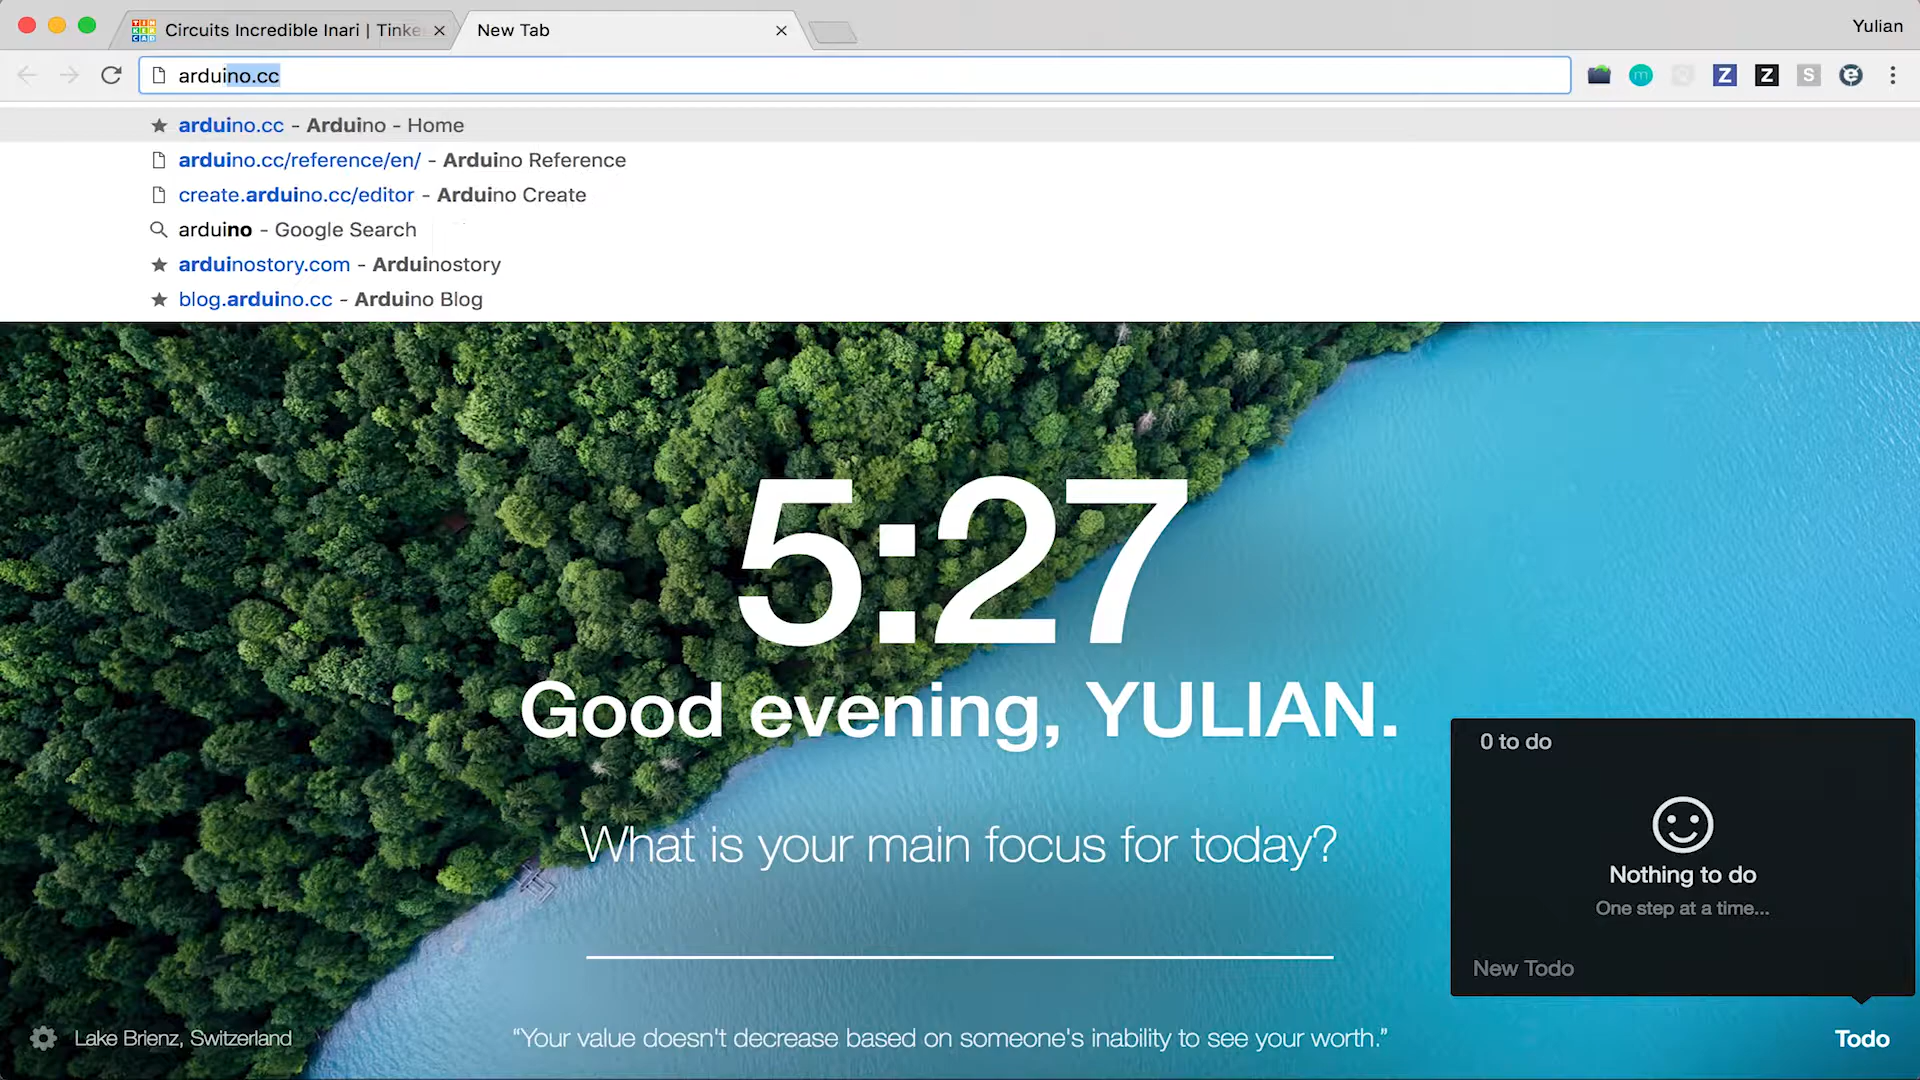 Circuits Incredible Inari | Tinke
New Tab
Yulian
arduino.cc
arduino.cc - Arduino - Home
arduino.cc/reference/en/ - Arduino Reference
create.arduino.cc/editor - Arduino Create
arduino - Google Search
arduinostory.com - Arduinostory
blog.arduino.cc - Arduino Blog
5:27
Good evening, YULIAN.
What is your main focus for today?
0 to do
Nothing to do
One step at a time...
New Todo
Lake Brienz, Switzerland
“Your value doesn't decrease based on someone's inability to see your worth.”
Todo